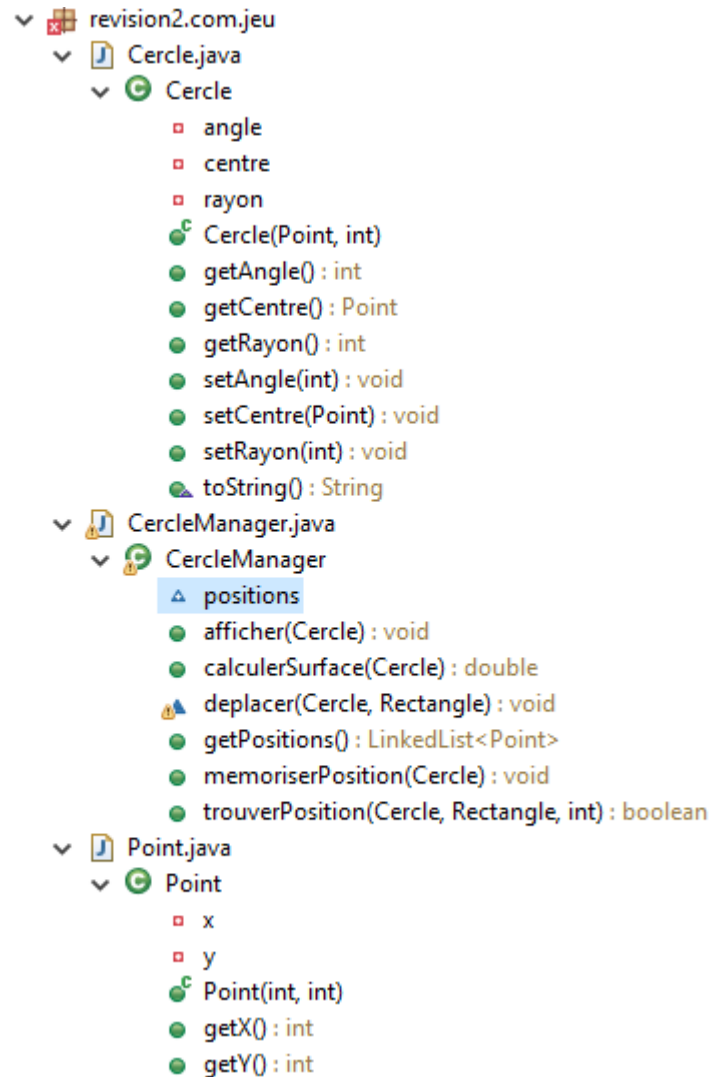 revision2.com.jeu
Cercle.java
Cercle
angle
centre
rayon
Cercle(Point, int)
getAngle() : int
getCentre() : Point
getRayon() : int
setAngle(int) : void
setCentre(Point) : void
setRayon(int) : void
toString() : String
CercleManager.java
CercleManager
positions
afficher(Cercle) : void
calculerSurface(Cercle) : double
deplacer(Cercle, Rectangle) : void
getPositions() : LinkedList<Point>
memoriserPosition(Cercle) : void
trouverPosition(Cercle, Rectangle, int) : boolean
Point.java
Point
x
y
Point(int, int)
getX() : int
getY() : int